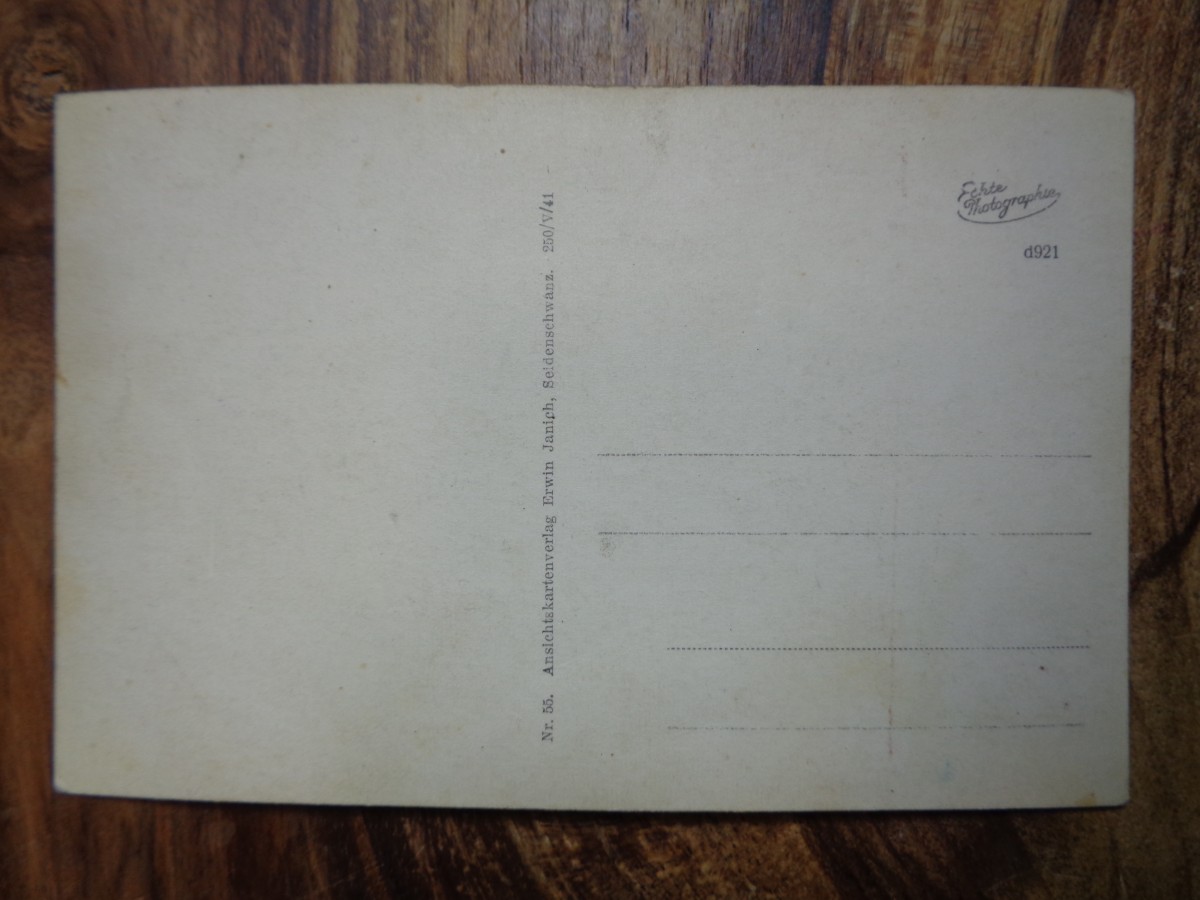 Nr. 55. Ansichtskartenverlag Erwin Janich, Seidenschwanz. 250/V/41
Echte
Photographie
d921